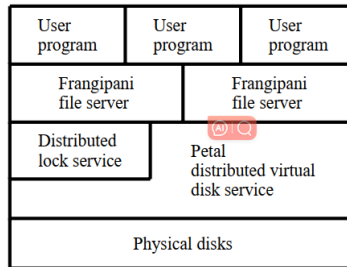 User
program
User
program
User
program
Frangipani
file server
Frangipani
file server
Distributed
lock service
Petal
distributed virtual
disk service
Physical disks